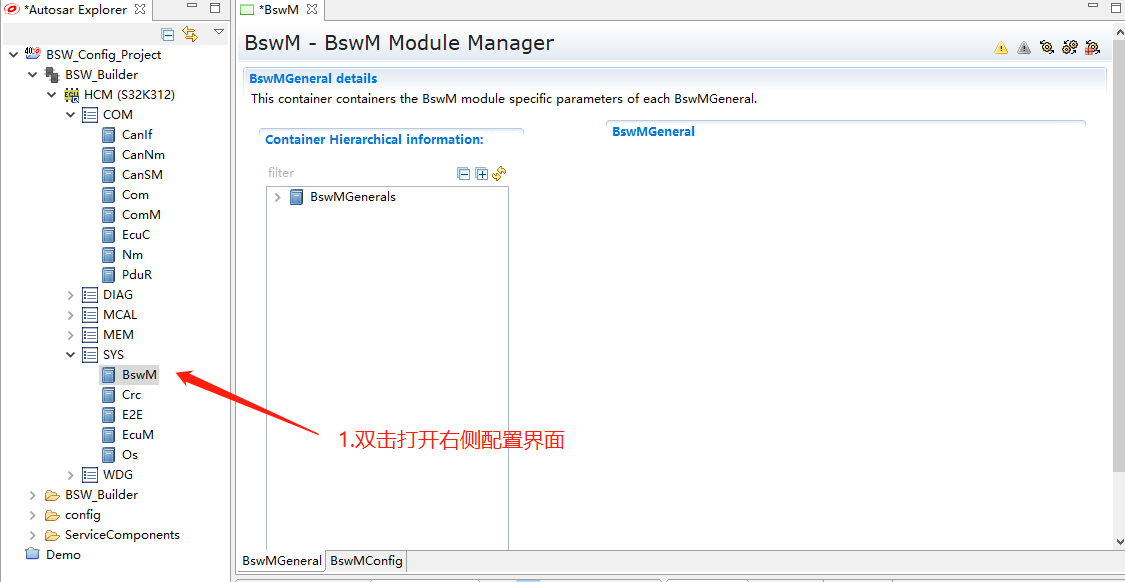 *Autosar Explorer
BSW_Config_Project
BSW_Builder
HCM (S32K312)
COM
CanIf
CanNm
CanSM
Com
ComM
EcuC
Nm
PduR
DIAG
MCAL
MEM
SYS
BswM
Crc
E2E
EcuM
Os
WDG
BSW_Builder
config
ServiceComponents
Demo
*BswM
BswM - BswM Module Manager
BswMGeneral details
This container containers the BswM module specific parameters of each BswMGeneral.
Container Hierarchical information:
filter
BswMGenerals
BswMGeneral
1.双击打开右侧配置界面
BswMGeneral
BswMConfig